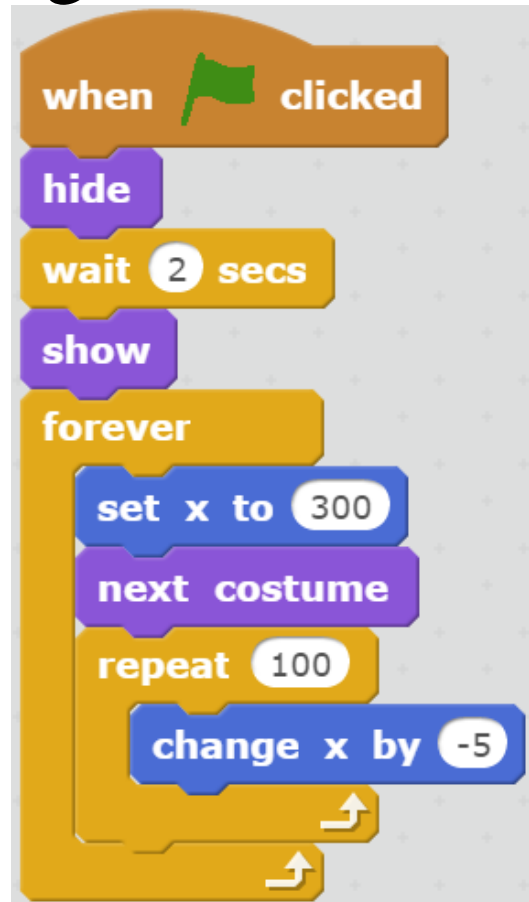 when clicked
hide
wait 2 secs
show
forever
set x to 300
next costume
repeat 100
change x by -5